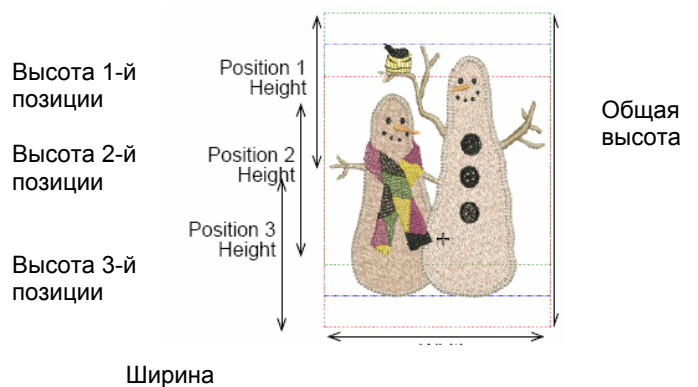 Высота 1-й
позиции
Position 1
Height
Общая
высота
Высота 2-й
позиции
Position 2
Height
Высота 3-й
позиции
Position 3
Height
Ширина